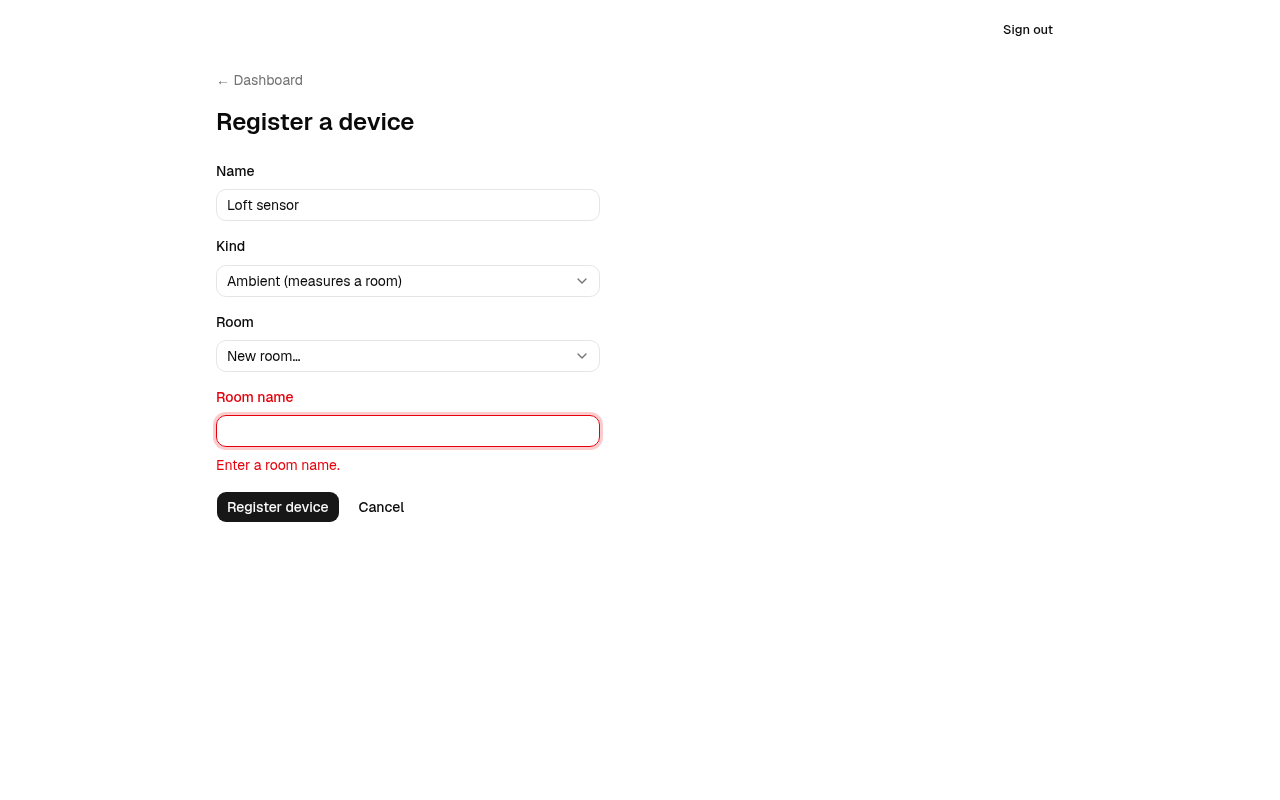 Sign out
← Dashboard
Register a device
Name
Loft sensor
Kind
Ambient (measures a room)
Room
New room…
Room name
Enter a room name.
Register device
Cancel